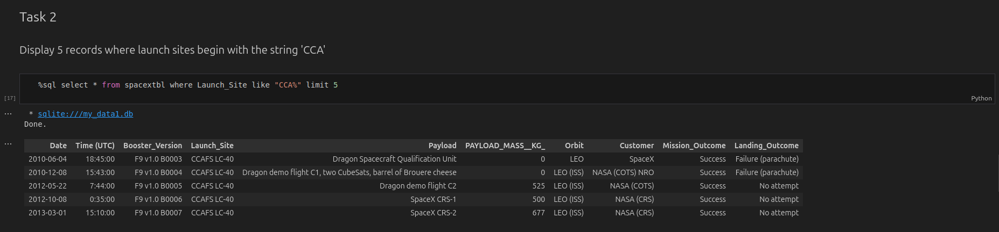 Task 2
Display 5 records where launch sites begin with the string 'CCA'
%sql select * from spacextbl where Launch_Site like "CCA%" limit 5
[17]
Python
... * sqlite:///my_data1.db
Done.
...
Date Time (UTC) Booster_Version Launch_Site Payload PAYLOAD_MASS__KG_ Orbit Customer Mission_Outcome Landing_Outcome
2010-06-04 18:45:00 F9 v1.0 B0003 CCAFS LC-40 Dragon Spacecraft Qualification Unit 0 LEO SpaceX Success Failure (parachute)
2010-12-08 15:43:00 F9 v1.0 B0004 CCAFS LC-40 Dragon demo flight C1, two CubeSats, barrel of Brouere cheese 0 LEO (ISS) NASA (COTS) NRO Success Failure (parachute)
2012-05-22 7:44:00 F9 v1.0 B0005 CCAFS LC-40 Dragon demo flight C2 525 LEO (ISS) NASA (COTS) Success No attempt
2012-10-08 0:35:00 F9 v1.0 B0006 CCAFS LC-40 SpaceX CRS-1 500 LEO (ISS) NASA (CRS) Success No attempt
2013-03-01 15:10:00 F9 v1.0 B0007 CCAFS LC-40 SpaceX CRS-2 677 LEO (ISS) NASA (CRS) Success No attempt